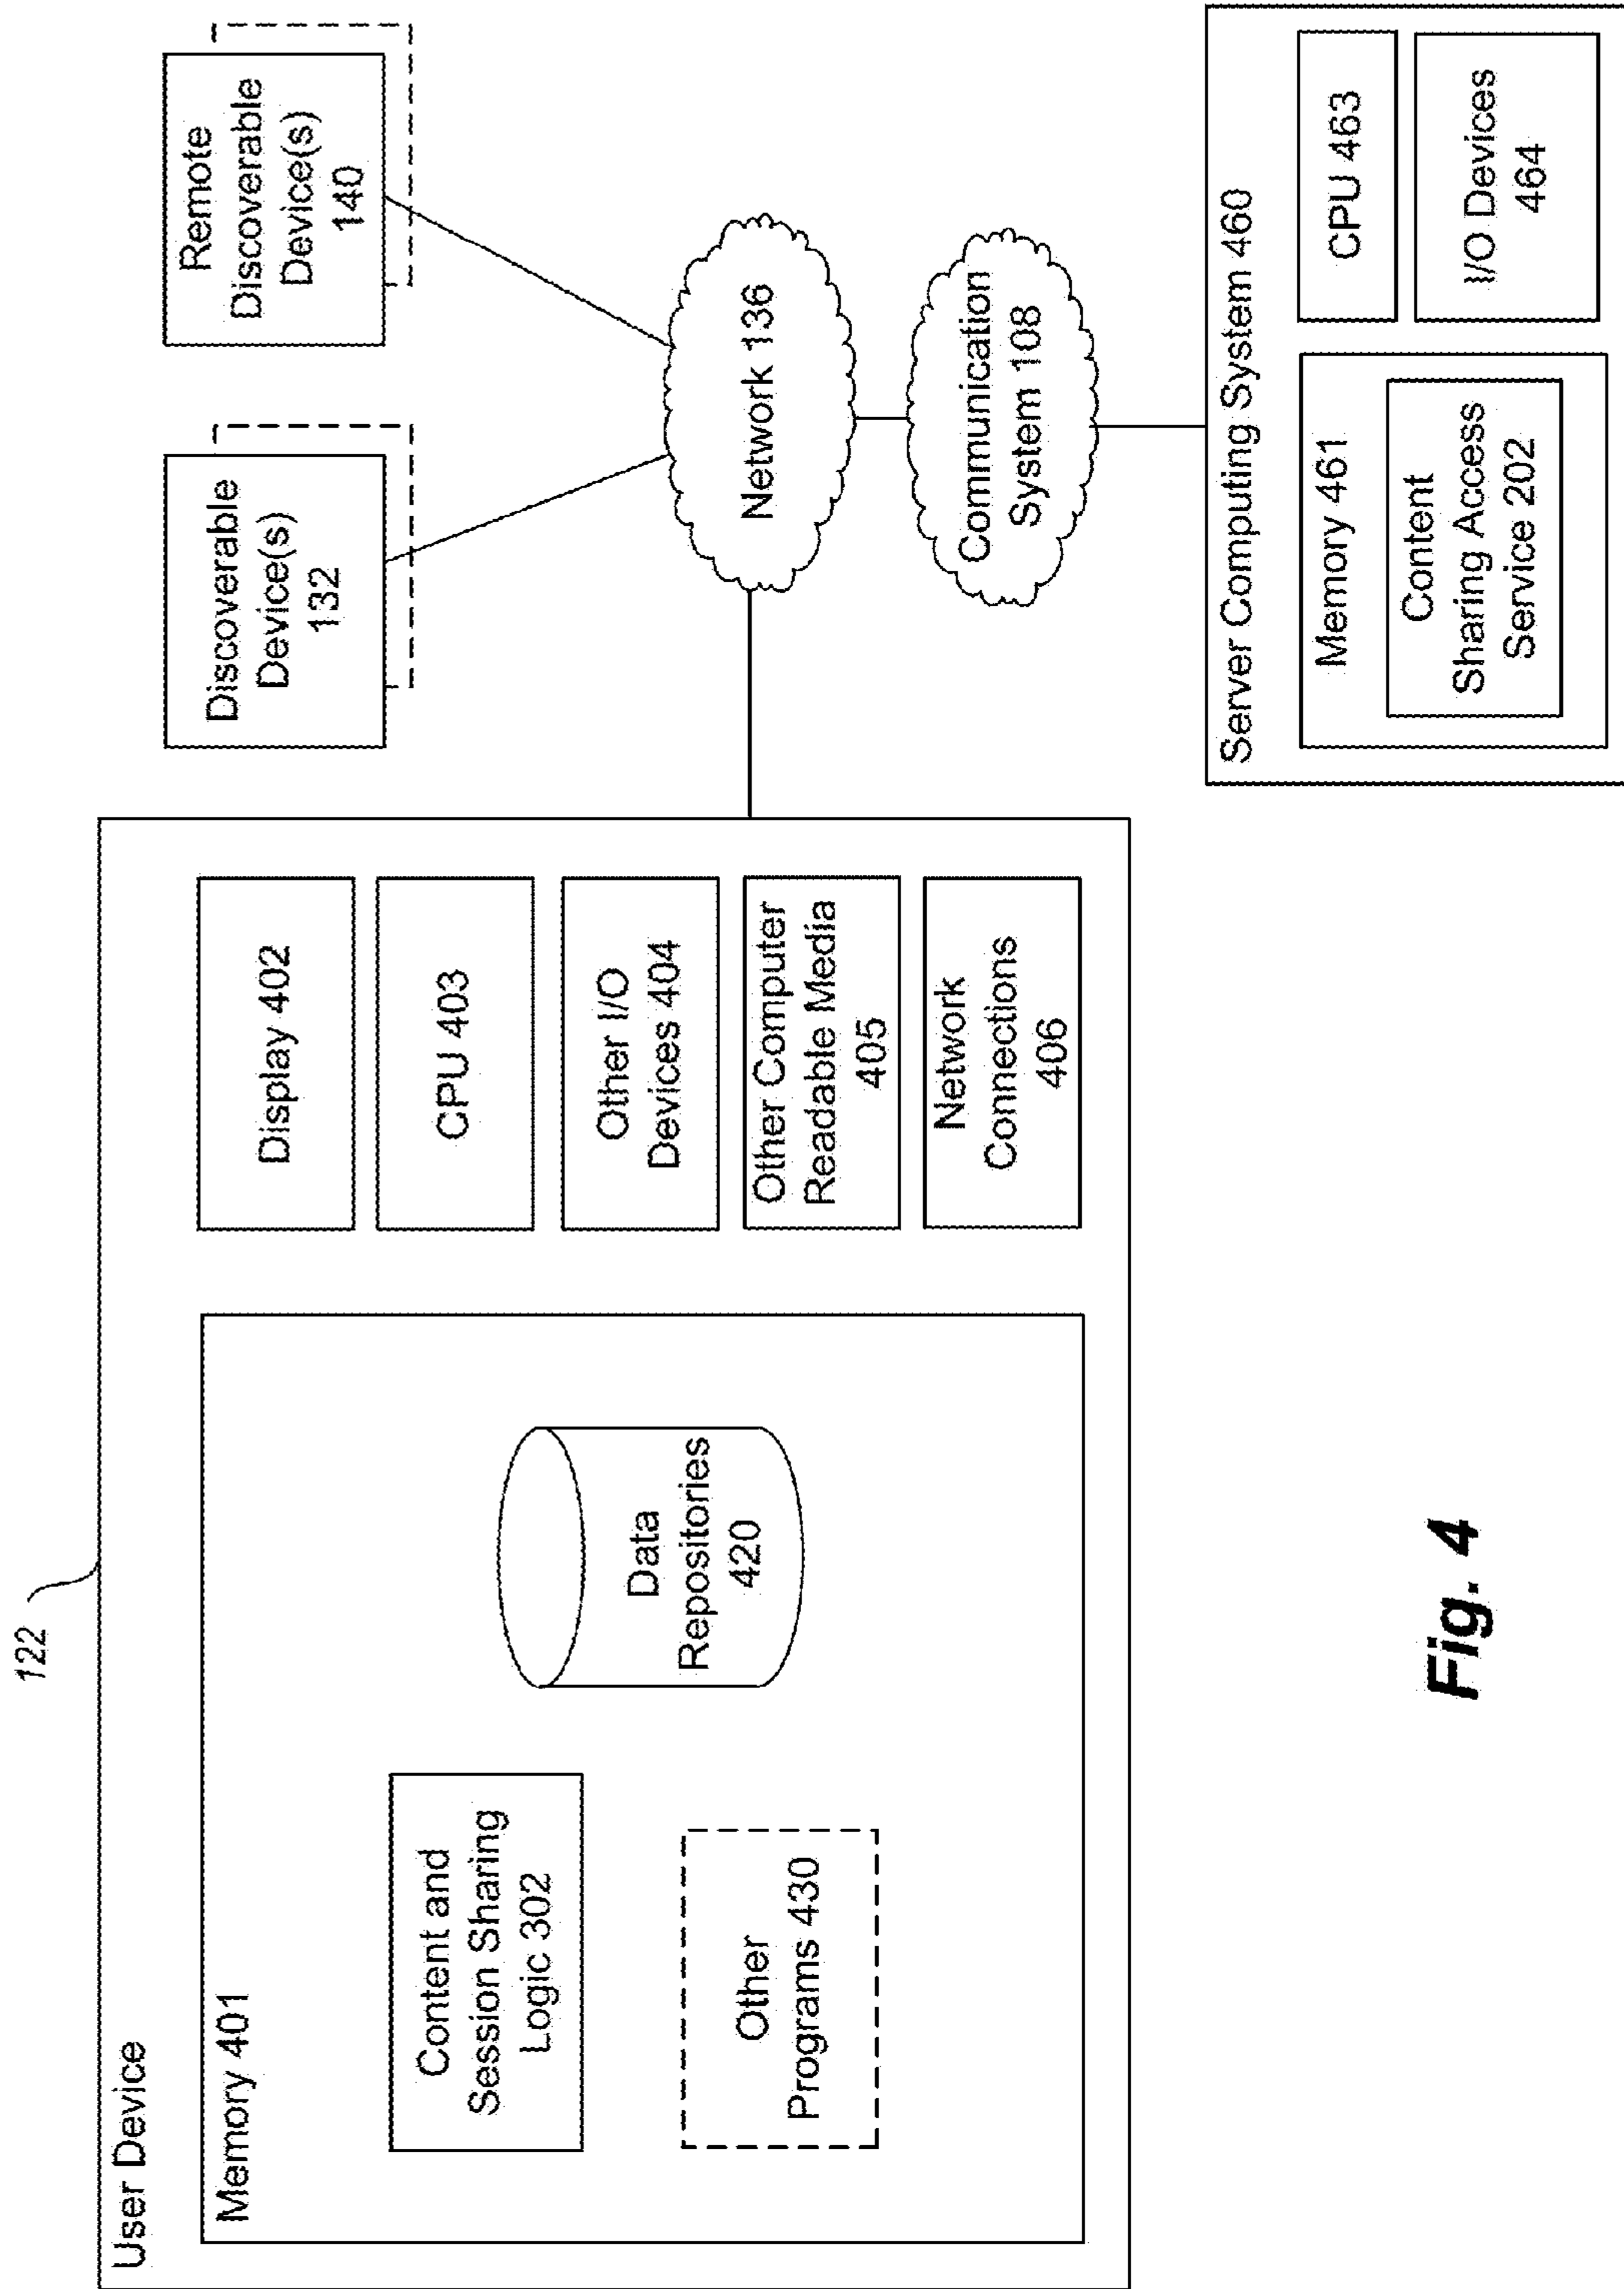 122
User Device
Memory 401
Content and
Session Sharing
Logic 302
Other
Programs 430
Data
Repositories
420
Display 402
CPU 403
Other I/O
Devices 404
Other Computer
Readable Media
405
Network
Connections
406
Discoverable
Device(s)
132
Remote
Discoverable
Device(s)
140
Network 136
Communication
System 108
Server Computing System 460
Memory 461
Content
Sharing Access
Service 202
CPU 463
I/O Devices
464
Fig. 4